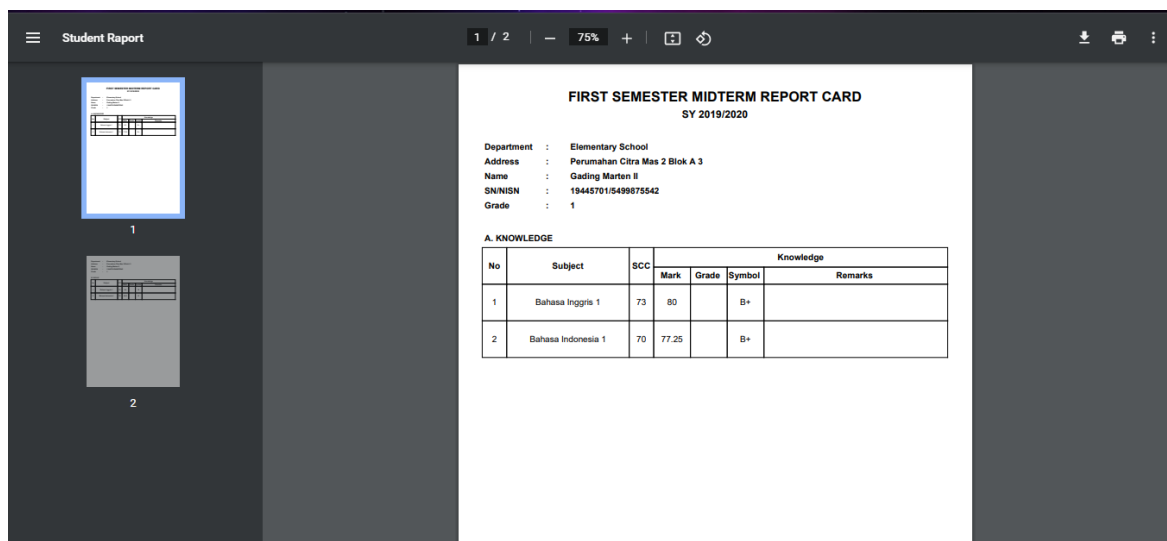 Student Raport
1 / 2 — 75% +
1
2
FIRST SEMESTER MIDTERM REPORT CARD
SY 2019/2020
Department : Elementary School
Address : Perumahan Citra Mas 2 Blok A 3
Name : Gading Marten II
SN/NISN : 19445701/5499875542
Grade : 1
A. KNOWLEDGE
No Subject SCC Knowledge
Mark Grade Symbol Remarks
1 Bahasa Inggris 1 73 80 B+
2 Bahasa Indonesia 1 70 77.25 B+